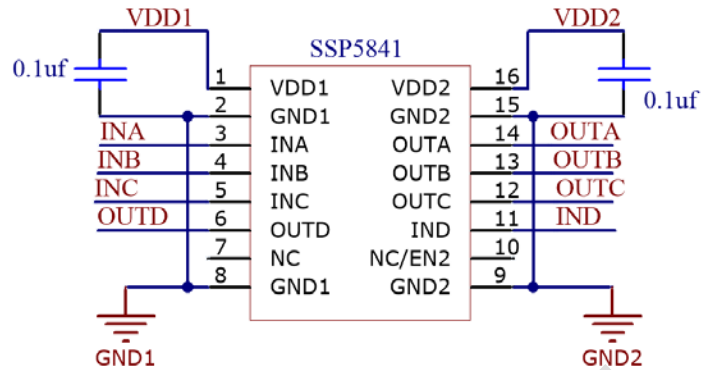 VDD1 VDD2
SSP5841
0.1uf 0.1uf
1 VDD1 VDD2 16
2 GND1 GND2 15
INA 3 INA OUTA 14 OUTA
INB 4 INB OUTB 13 OUTB
INC 5 INC OUTC 12 OUTC
OUTD 6 OUTD IND 11 IND
7 NC NC/EN2 10
8 GND1 GND2 9
GND1 GND2